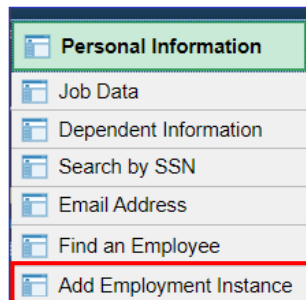 Personal Information
Job Data
Dependent Information
Search by SSN
Email Address
Find an Employee
Add Employment Instance